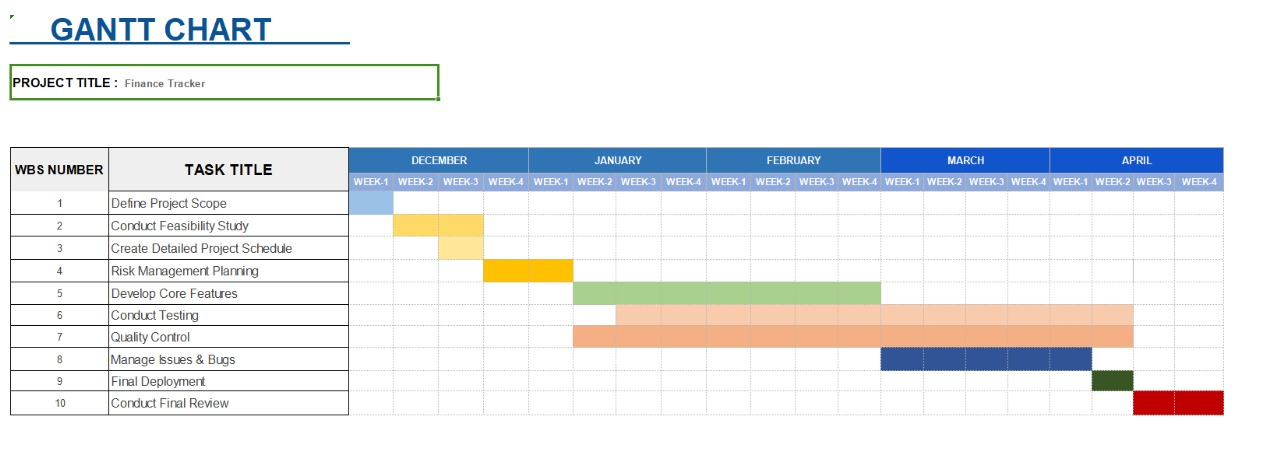 GANTT CHART
PROJECT TITLE : Finance Tracker
WBS NUMBER TASK TITLE DECEMBER JANUARY FEBRUARY MARCH APRIL
WEEK-1 WEEK-2 WEEK-3 WEEK-4 WEEK-1 WEEK-2 WEEK-3 WEEK-4 WEEK-1 WEEK-2 WEEK-3 WEEK-4 WEEK-1 WEEK-2 WEEK-3 WEEK-4 WEEK-1 WEEK-2 WEEK-3 WEEK-4
1 Define Project Scope
2 Conduct Feasibility Study
3 Create Detailed Project Schedule
4 Risk Management Planning
5 Develop Core Features
6 Conduct Testing
7 Quality Control
8 Manage Issues & Bugs
9 Final Deployment
10 Conduct Final Review